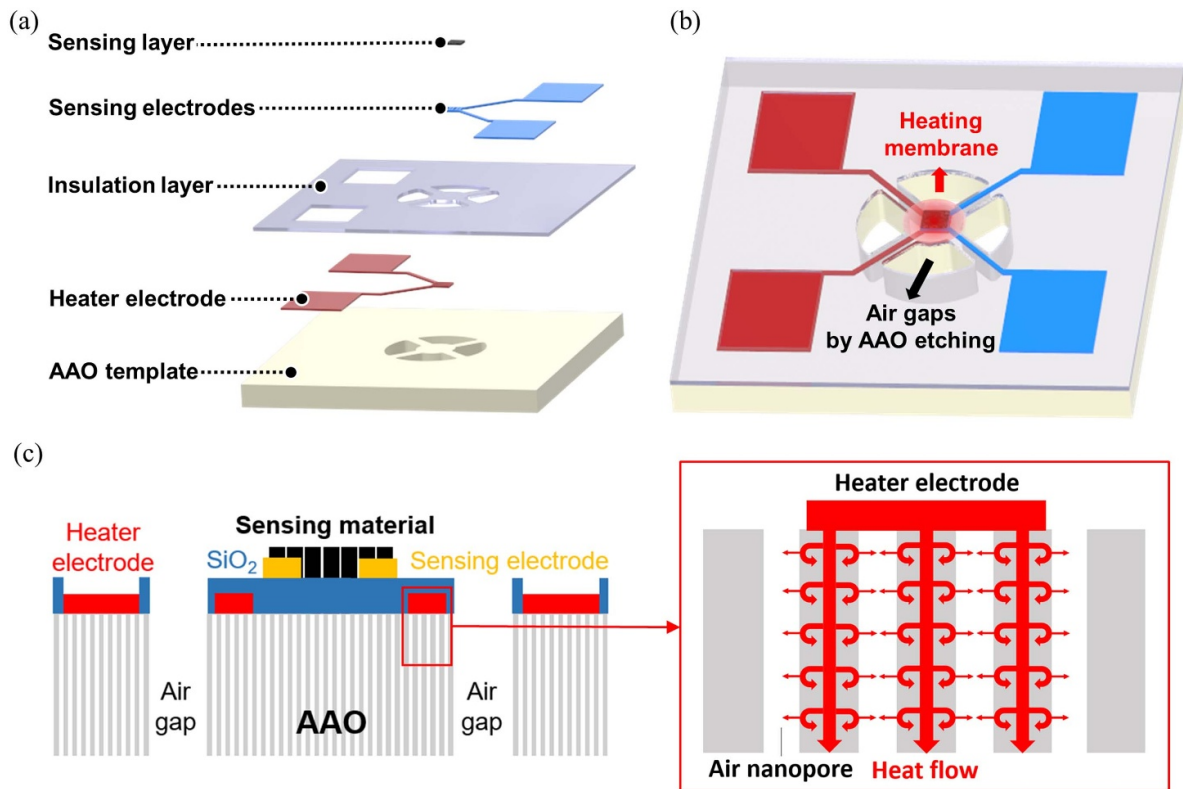 (a)
Sensing layer
Sensing electrodes
Insulation layer
Heater electrode
AAO template
(b)
Heating
membrane
Air gaps
by AAO etching
(c)
Heater
electrode
SiO₂
Sensing material
Sensing electrode
Air
gap
AAO
Air
gap
Heater electrode
Air nanopore
Heat flow